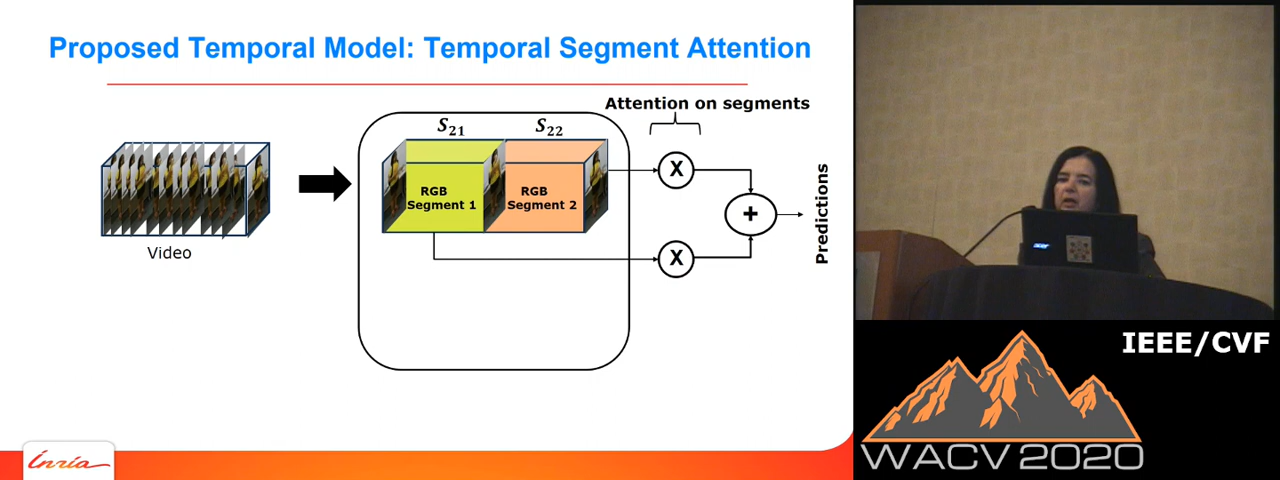 Proposed Temporal Model: Temporal Segment Attention
Attention on segments
S21
S22
RGB
Segment 1
RGB
Segment 2
X
X
+
Predictions
Video
Inria
acer
IEEE/CVF
WACV 2020